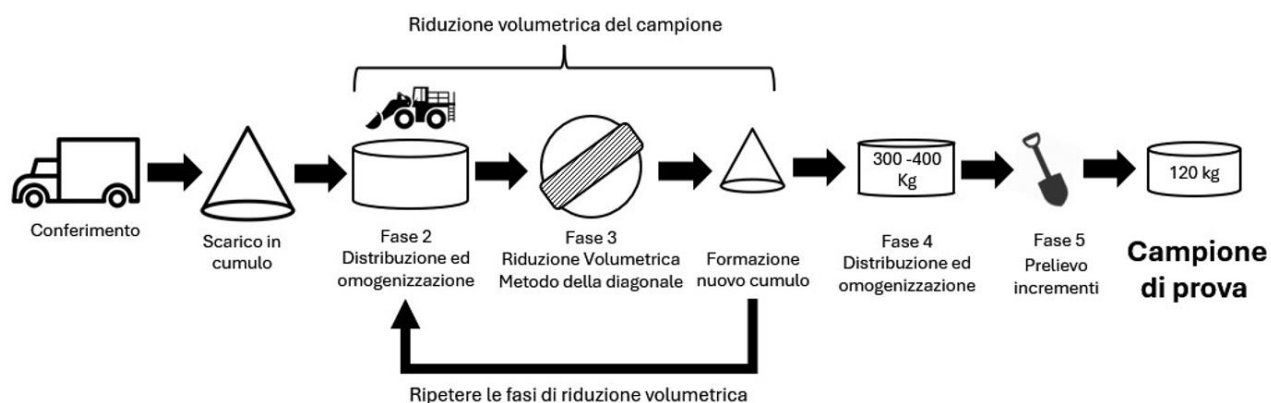 Riduzione volumetrica del campione
300 -400
Kg
120 kg
Conferimento
Scarico in
cumulo
Fase 2
Distribuzione ed
omogenizzazione
Fase 3
Riduzione Volumetrica
Metodo della diagonale
Formazione
nuovo cumulo
Fase 4
Distribuzione ed
omogenizzazione
Fase 5
Prelievo
incrementi
Campione
di prova
Ripetere le fasi di riduzione volumetrica